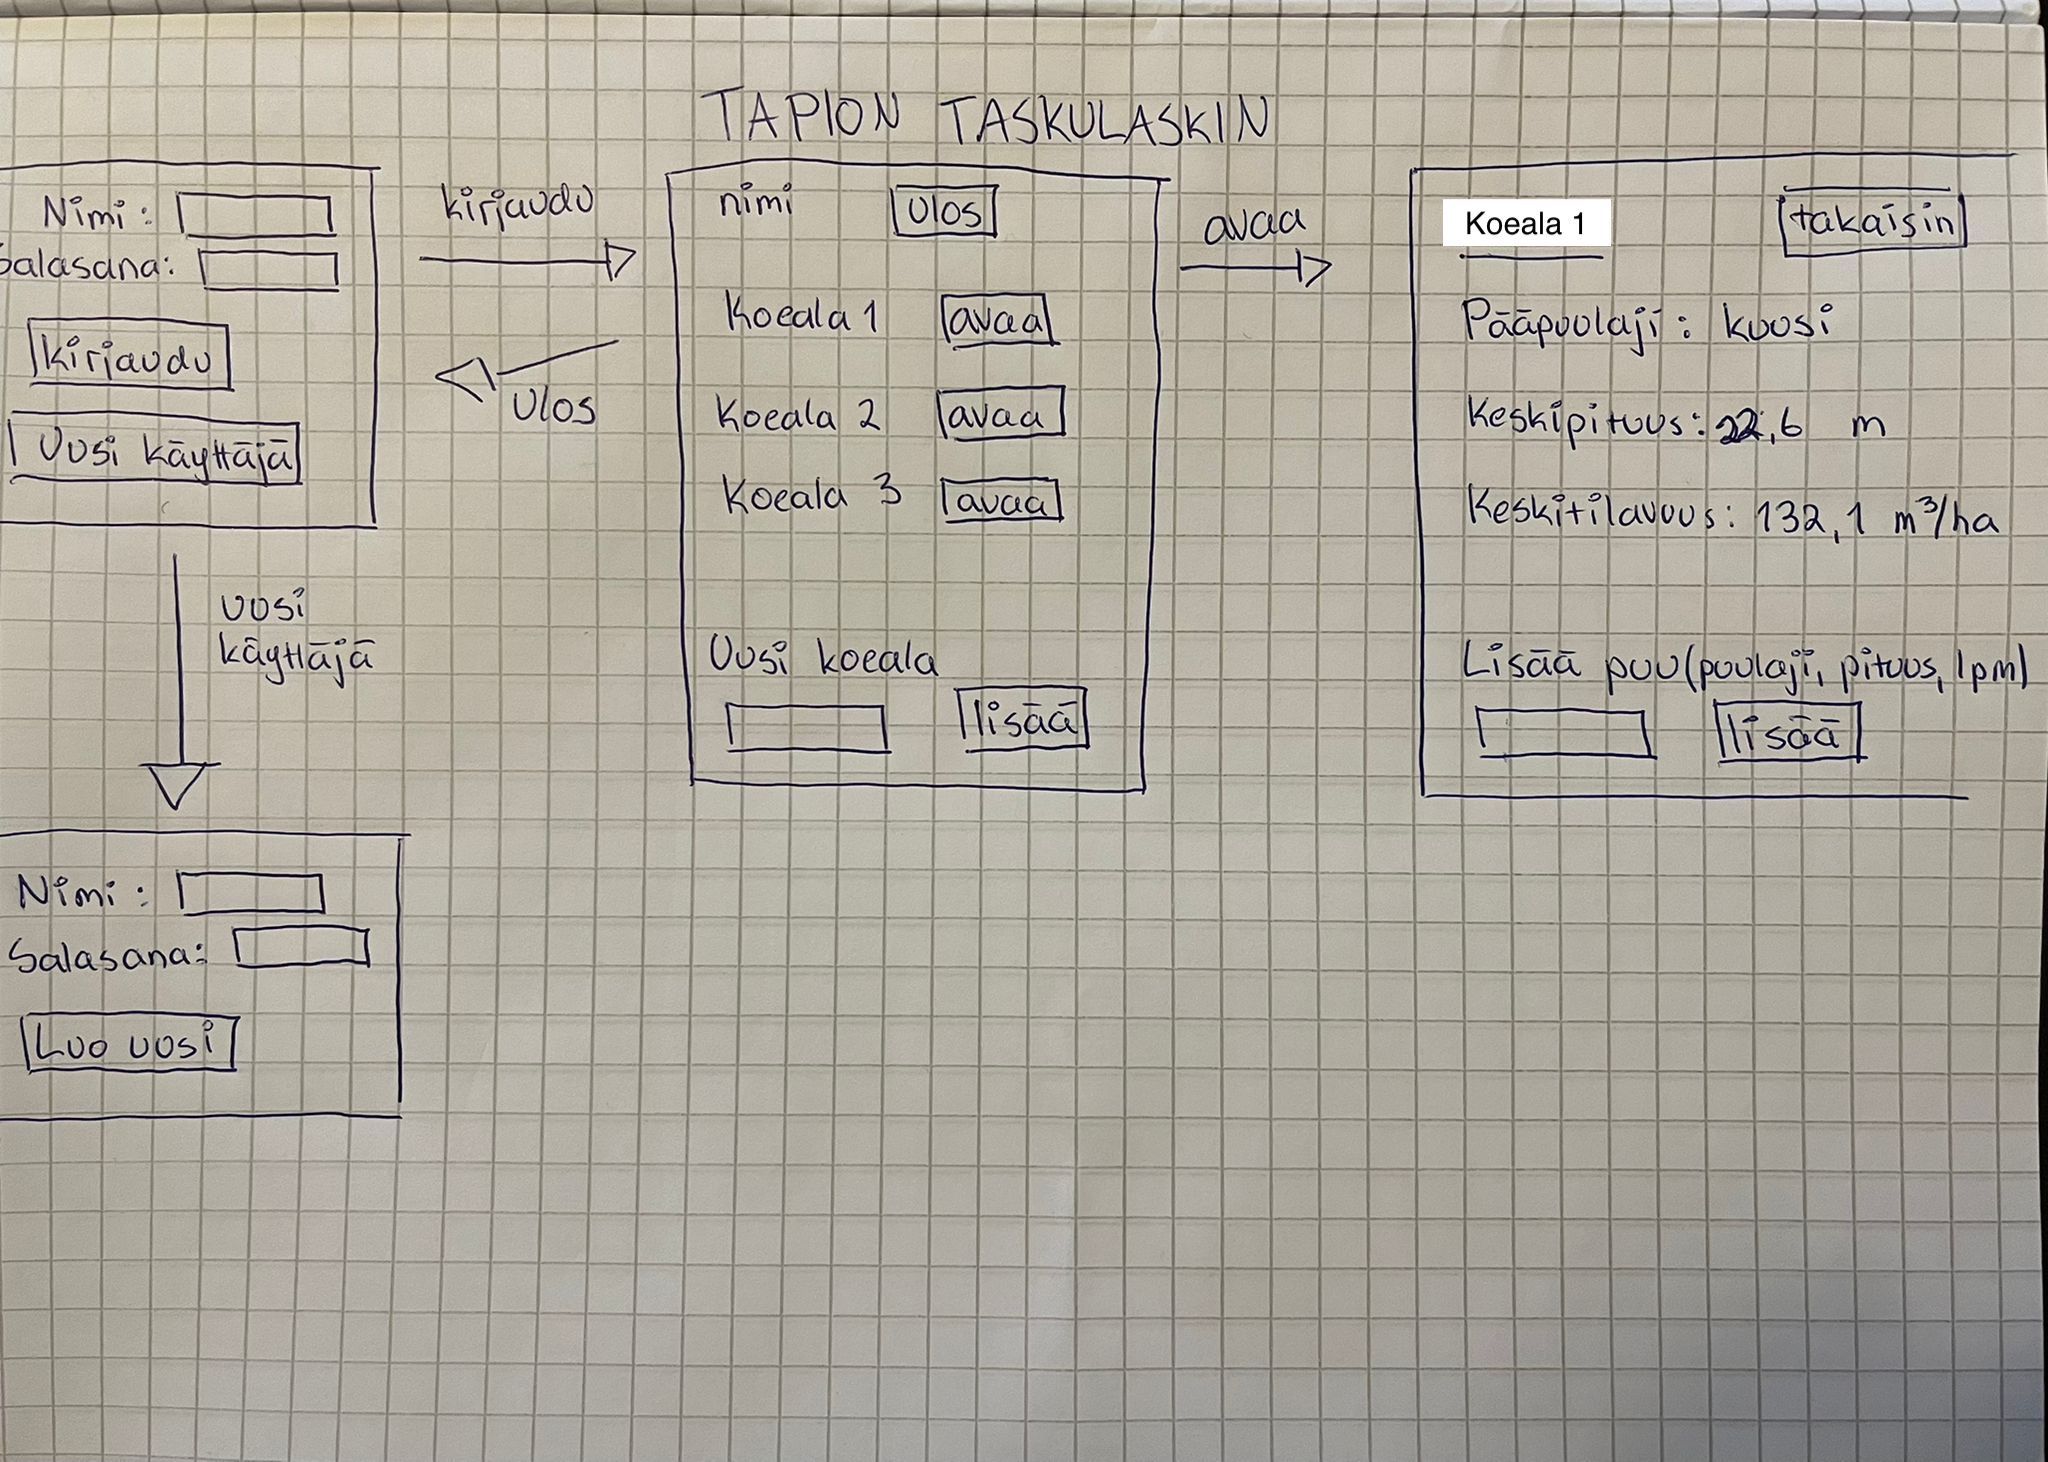 TAPION TASKULASKIN
Nimi:
Salasana:
kirjaudu
Uusi käyttäjä
kirjaudu
Ulos
uusi
käyttäjä
Nimi:
Salasana:
Luo uusi
nimi ulos
Koeala 1 avaa
Koeala 2 avaa
Koeala 3 avaa
Uusi koeala
lisää
avaa
Koeala 1 takaisin
Pääpuulaji: kuusi
Keskipituus: 22,6 m
Keskitilavuus: 132,1 m³/ha
Lisää puu(puulaji, pituus, lpm)
lisää